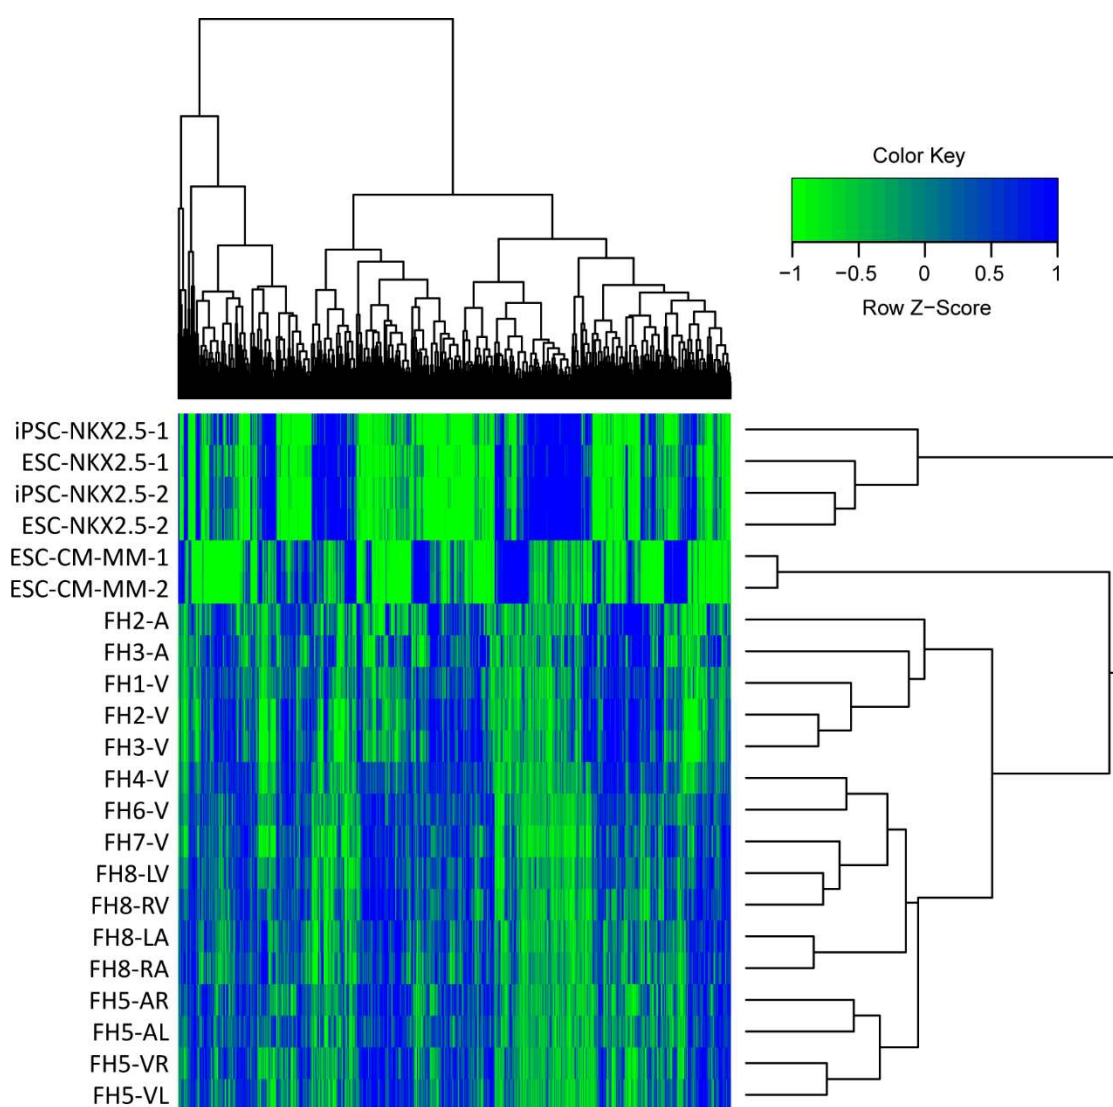 Color Key
−1 −0.5 0 0.5 1
Row Z−Score
iPSC-NKX2.5-1
ESC-NKX2.5-1
iPSC-NKX2.5-2
ESC-NKX2.5-2
ESC-CM-MM-1
ESC-CM-MM-2
FH2-A
FH3-A
FH1-V
FH2-V
FH3-V
FH4-V
FH6-V
FH7-V
FH8-LV
FH8-RV
FH8-LA
FH8-RA
FH5-AR
FH5-AL
FH5-VR
FH5-VL